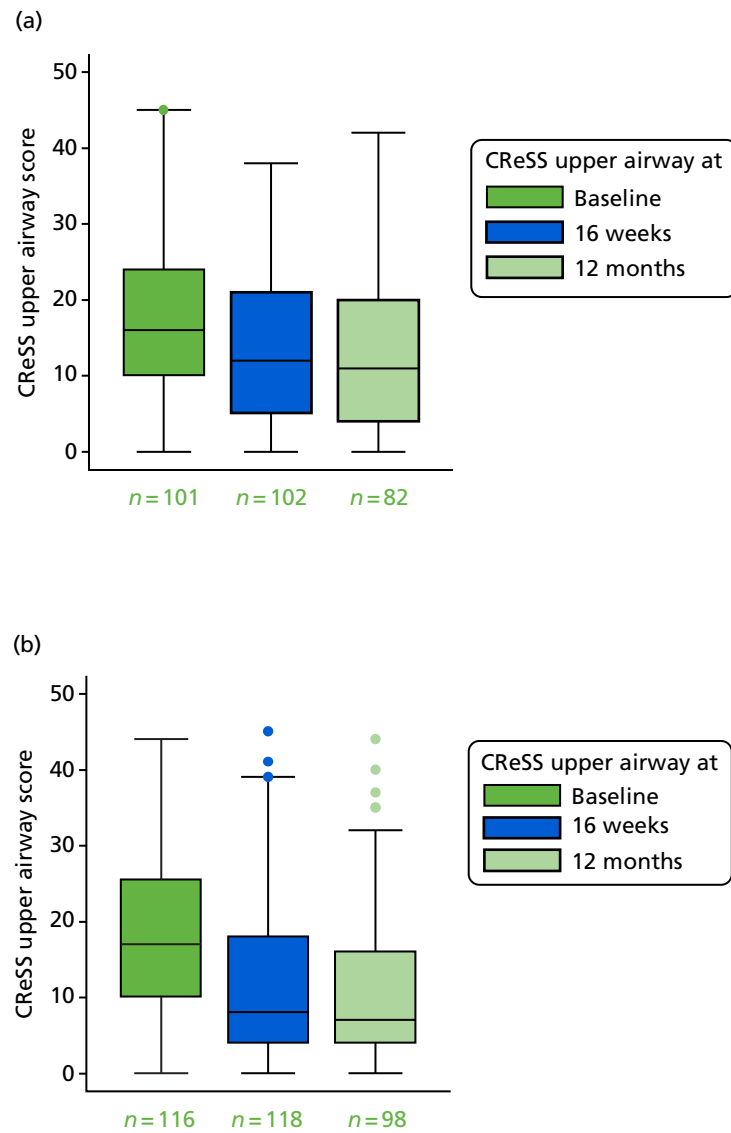 (a)
50
40
30
20
10
0
CReSS upper airway score
n = 101
n = 102
n = 82
CReSS upper airway at
Baseline
16 weeks
12 months
(b)
50
40
30
20
10
0
CReSS upper airway score
n = 116
n = 118
n = 98
CReSS upper airway at
Baseline
16 weeks
12 months